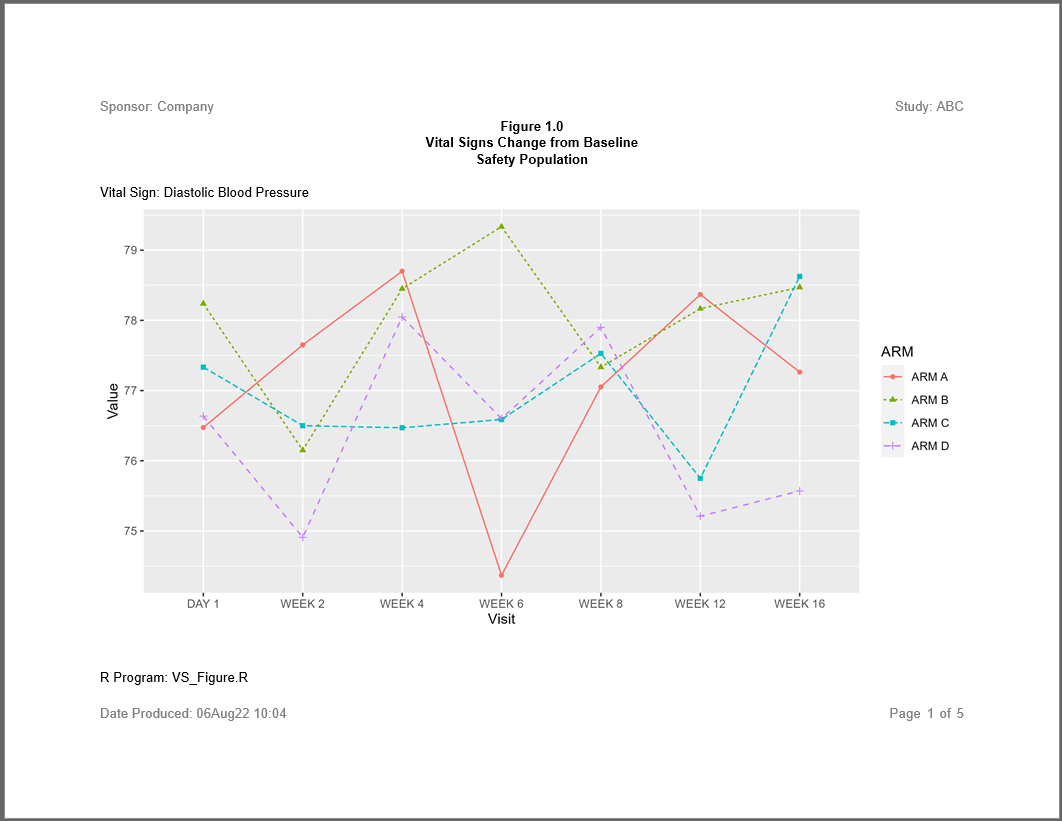 Sponsor: Company Study: ABC
Figure 1.0
Vital Signs Change from Baseline
Safety Population
Vital Sign: Diastolic Blood Pressure
79
78
77
76
75
Value
DAY 1 WEEK 2 WEEK 4 WEEK 6 WEEK 8 WEEK 12 WEEK 16
Visit
ARM
ARM A
ARM B
ARM C
ARM D
R Program: VS_Figure.R
Date Produced: 06Aug22 10:04 Page 1 of 5